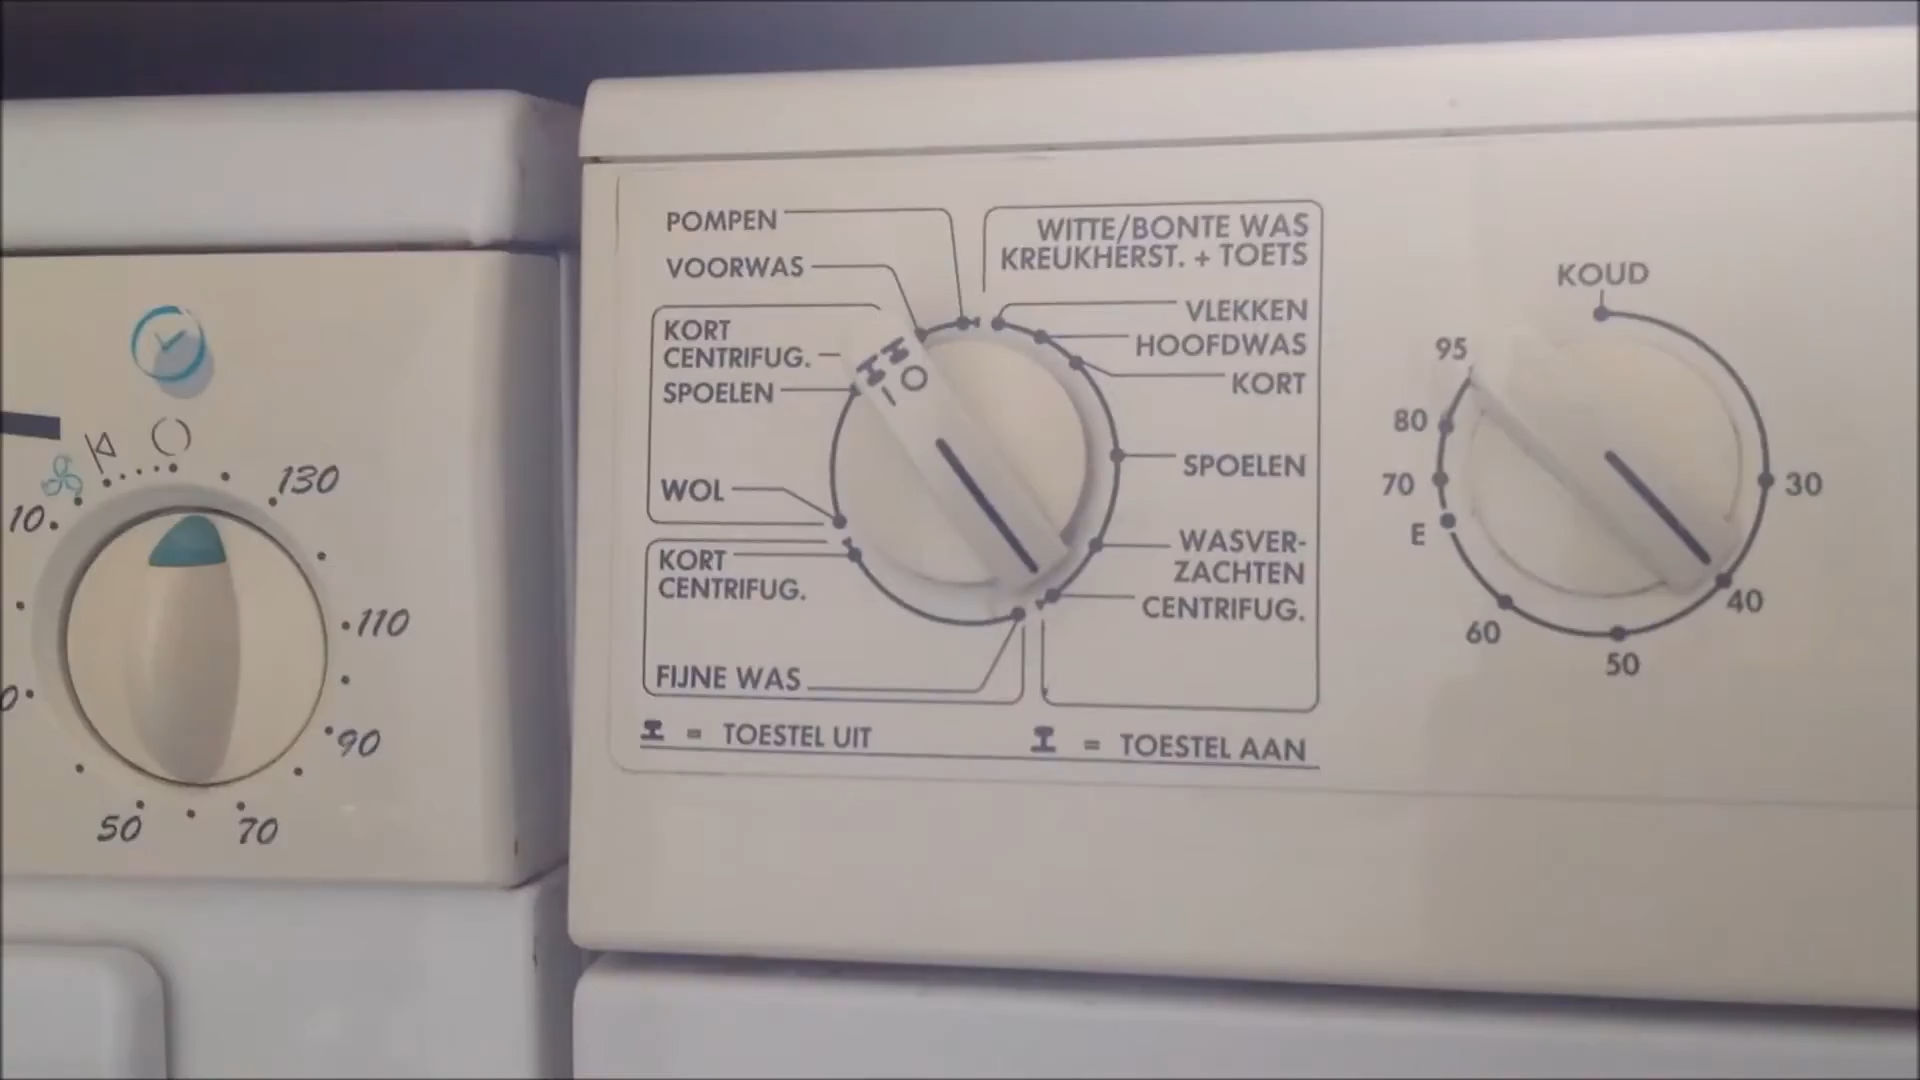 130
10
110
90
70
50
POMPEN
VOORWAS
KORT
CENTRIFUG.
SPOELEN
WOL
KORT
CENTRIFUG.
FIJNE WAS
WITTE/BONTE WAS
KREUKHERST. + TOETS
VLEKKEN
HOOFDWAS
KORT
SPOELEN
WASVER-
ZACHTEN
CENTRIFUG.
= TOESTEL UIT
= TOESTEL AAN
I O
KOUD
30
40
50
60
E
70
80
95